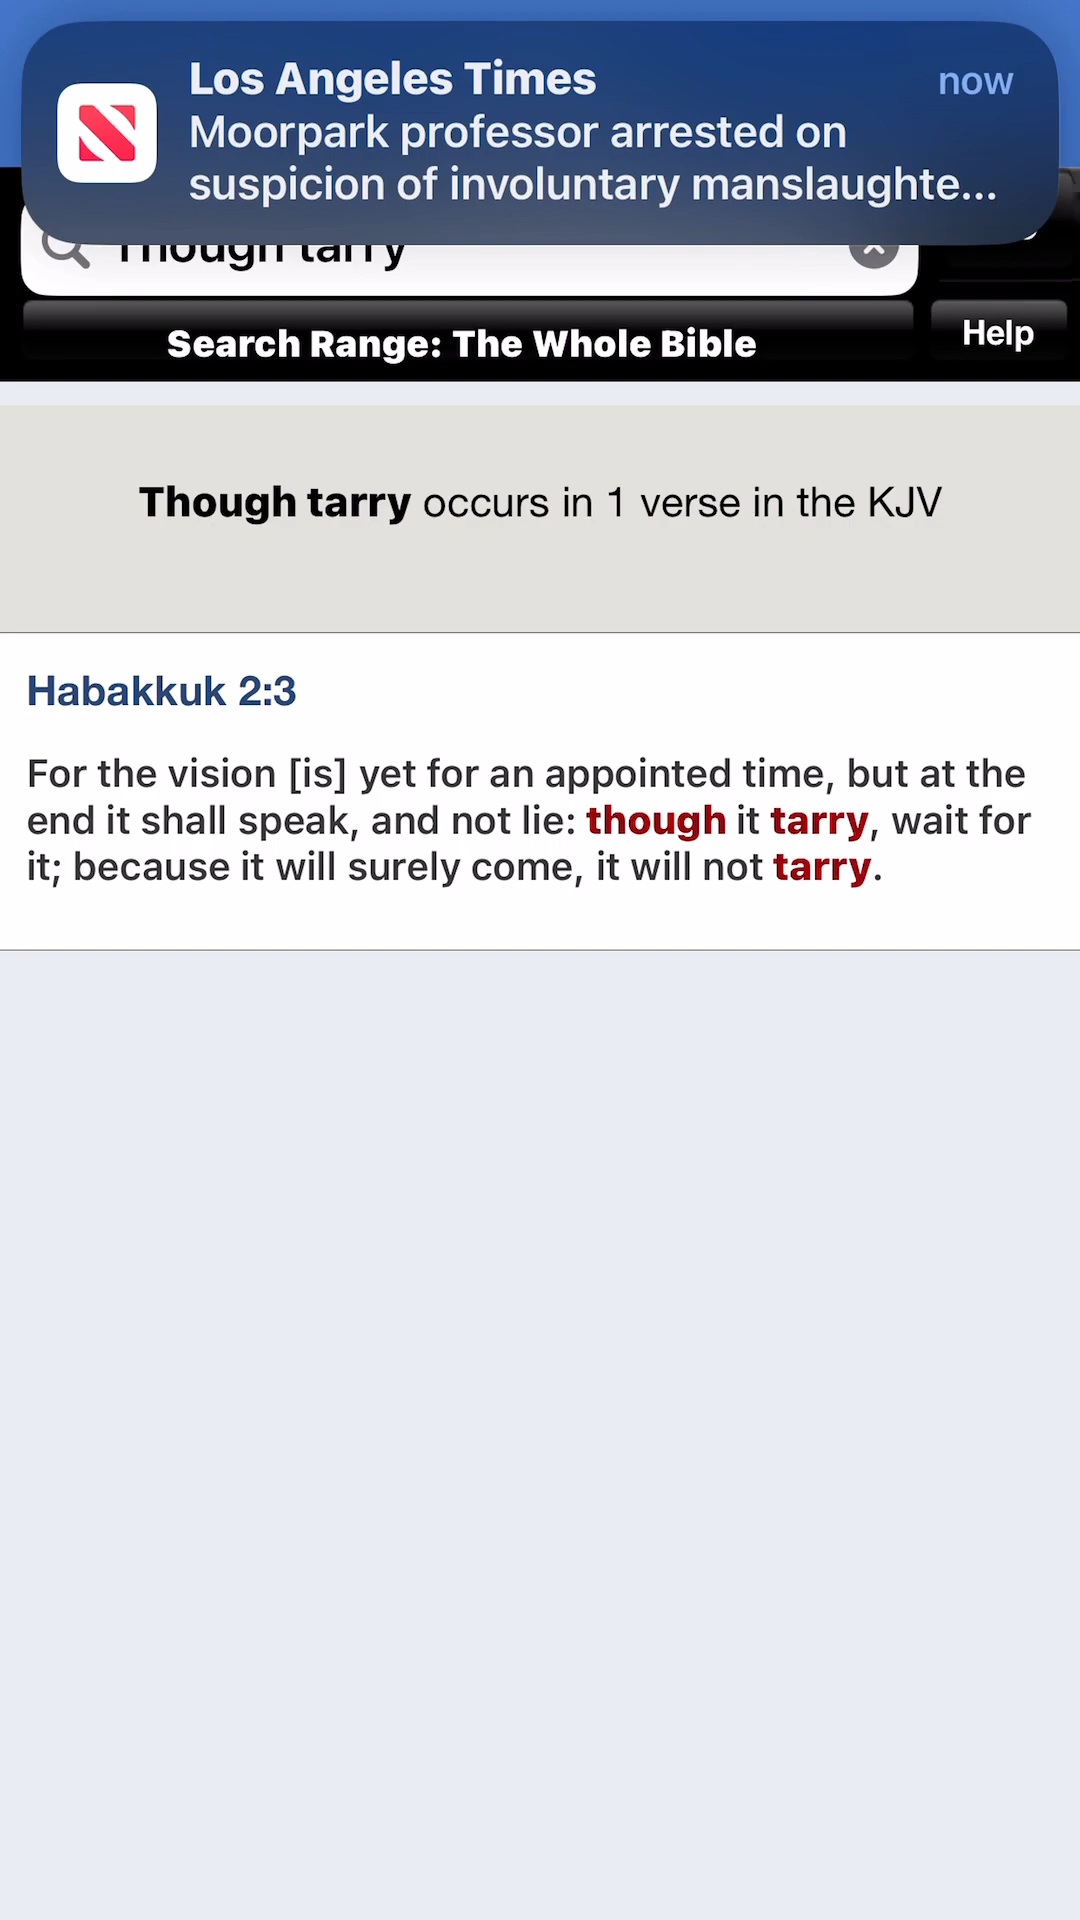 Los Angeles Times
now
Moorpark professor arrested on
suspicion of involuntary manslaughte...
Though tarry
Search Range: The Whole Bible
Help
Though tarry occurs in 1 verse in the KJV
Habakkuk 2:3
For the vision [is] yet for an appointed time, but at the
end it shall speak, and not lie: though it tarry, wait for
it; because it will surely come, it will not tarry.